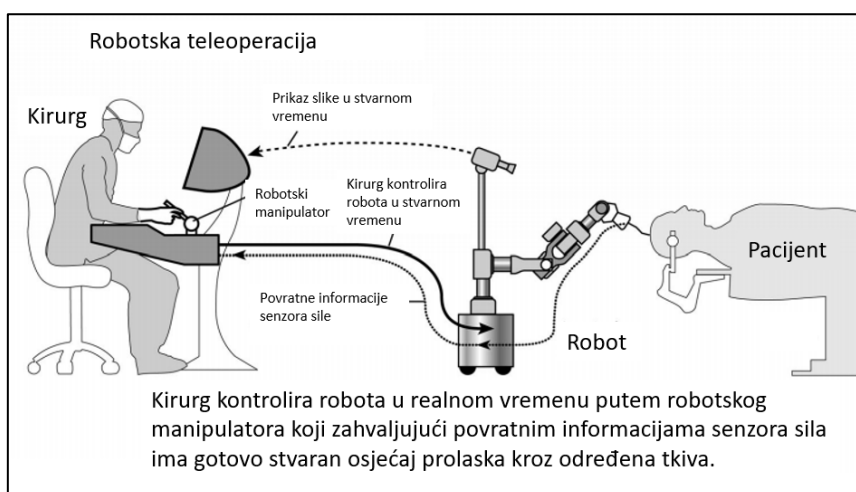 Robotska teleoperacija
Kirurg
Prikaz slike u stvarnom
vremenu
Robotski
manipulator
Kirurg kontrolira
robota u stvarnom
vremenu
Pacijent
Povratne informacije
senzora sile
Robot
Kirurg kontrolira robota u realnom vremenu putem robotskog
manipulatora koji zahvaljujući povratnim informacijama senzora sila
ima gotovo stvaran osjećaj prolaska kroz određena tkiva.